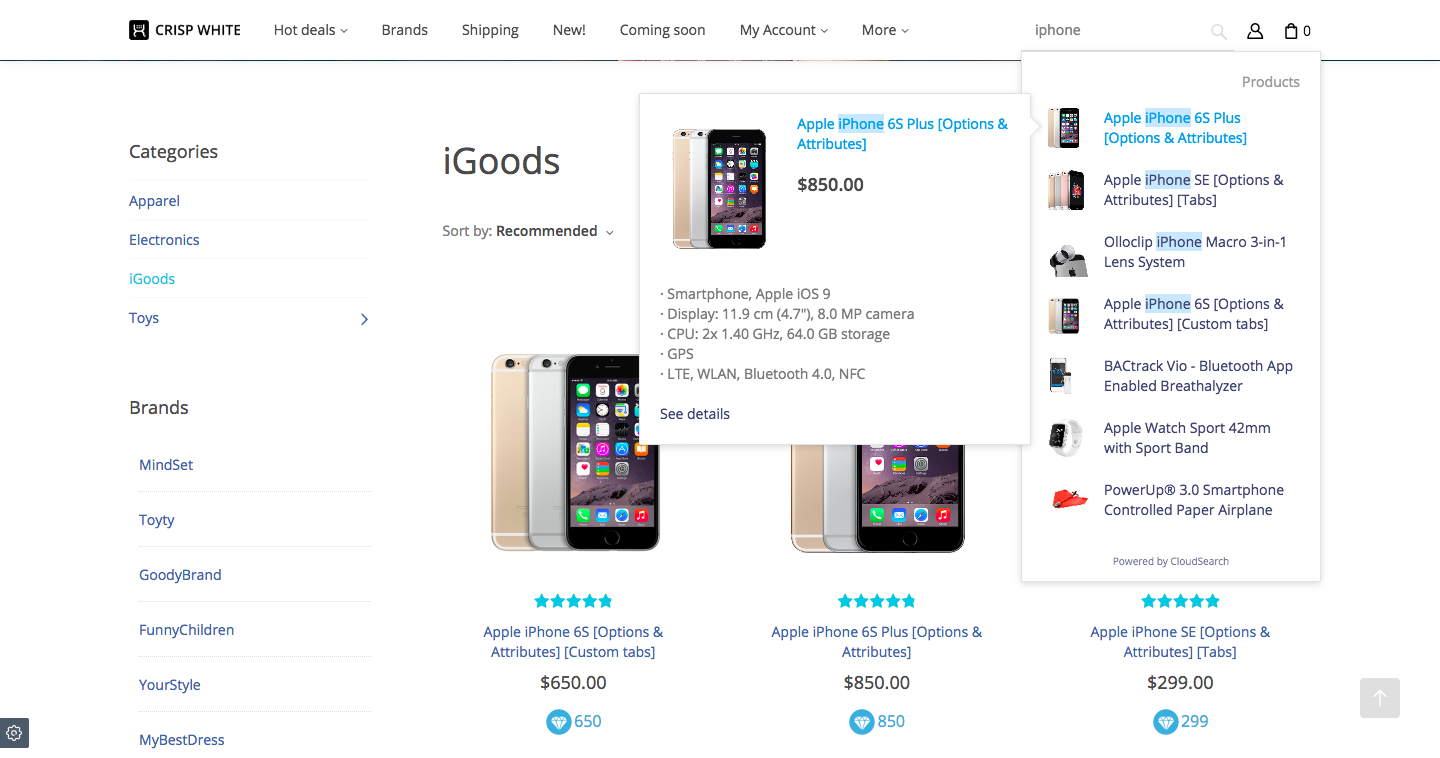 CRISP WHITE
Hot deals
Brands
Shipping
New!
Coming soon
My Account
More
iphone
0
Products
Apple iPhone 6S Plus
[Options & Attributes]
Apple iPhone SE [Options &
Attributes] [Tabs]
Olloclip iPhone Macro 3-in-1
Lens System
Apple iPhone 6S [Options &
Attributes] [Custom tabs]
BACtrack Vio - Bluetooth App
Enabled Breathalyzer
Apple Watch Sport 42mm
with Sport Band
PowerUp® 3.0 Smartphone
Controlled Paper Airplane
Powered by CloudSearch
Apple iPhone 6S Plus [Options &
Attributes]
$850.00
· Smartphone, Apple iOS 9
· Display: 11.9 cm (4.7"), 8.0 MP camera
· CPU: 2x 1.40 GHz, 64.0 GB storage
· GPS
· LTE, WLAN, Bluetooth 4.0, NFC
See details
Categories
Apparel
Electronics
iGoods
Toys
Brands
MindSet
Toyty
GoodyBrand
FunnyChildren
YourStyle
MyBestDress
iGoods
Sort by: Recommended
Apple iPhone 6S [Options &
Attributes] [Custom tabs]
$650.00
650
Apple iPhone 6S Plus [Options &
Attributes]
$850.00
850
Apple iPhone SE [Options &
Attributes] [Tabs]
$299.00
299